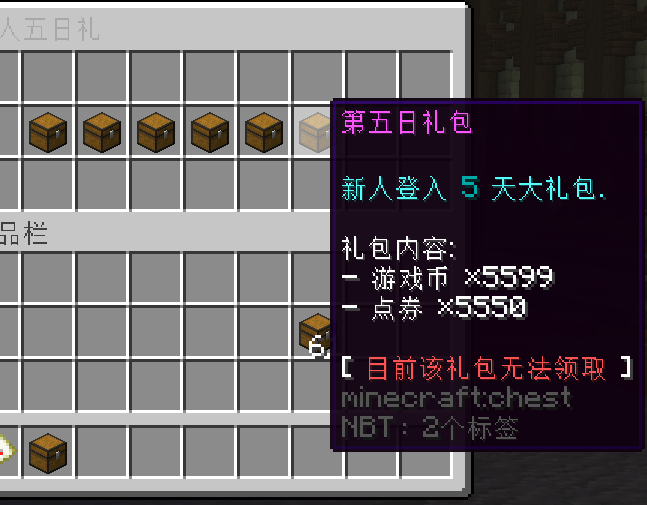 人五日礼
第五日礼包
新人登入 5 天大礼包.
品栏
礼包内容:
- 游戏币 ×5599
- 点券 ×5550
[ 目前该礼包无法领取 ]
minecraft:chest
NBT: 2个标签